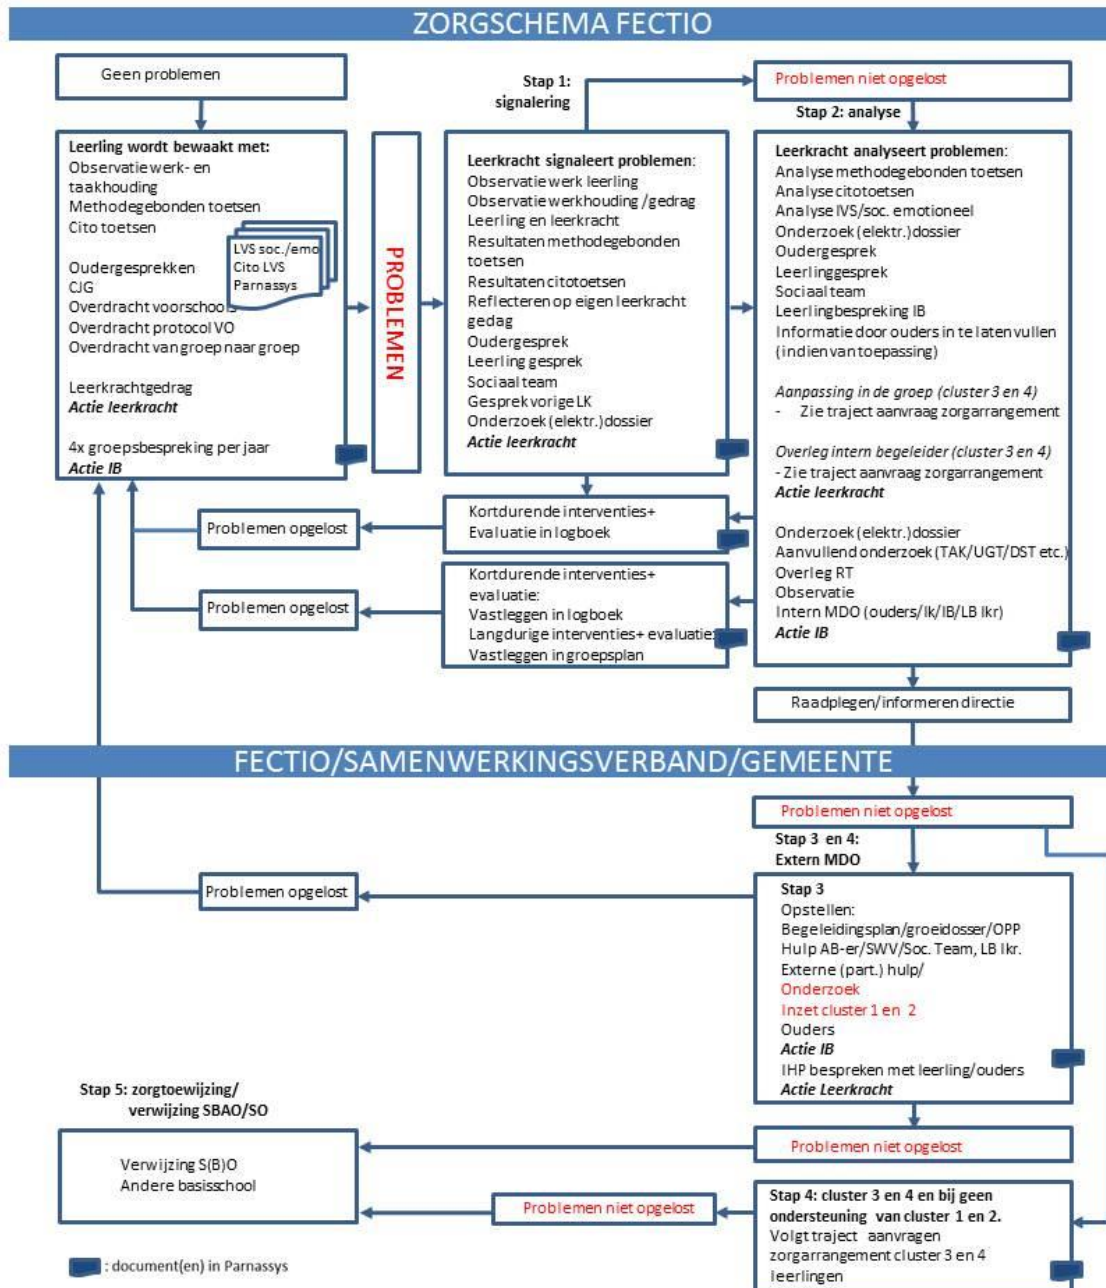 ZORGSCHEMA FECTIO
Geen problemen
Stap 1:
signalering
Problemen niet opgelost
Stap 2: analyse
Leerling wordt bewaakt met:
Observatie werk- en
taakhouding
Methodegebonden toetsen
Cito toetsen
Oudergesprekken
CJG
Overdracht voorschools
Overdracht protocol VO
Overdracht van groep naar groep
Leerkrachtgedrag
Actie leerkracht
4x groepsbespreking per jaar
Actie IB
LVS soc./emo
Cito LVS
Parnassys
PROBLEMEN
Leerkracht signaleert problemen:
Observatie werk leerling
Observatie werkhouding /gedrag
Leerling en leerkracht
Resultaten methodegebonden
toetsen
Resultaten citotoetsen
Reflecteren op eigen leerkracht
gedag
Oudergesprek
Leerling gesprek
Sociaal team
Gesprek vorige LK
Onderzoek (elektr.) dossier
Actie leerkracht
Leerkracht analyseert problemen:
Analyse methodegebonden toetsen
Analyse citotoetsen
Analyse IVS/soc. emotioneel
Onderzoek (elektr.) dossier
Oudergesprek
Leerlinggesprek
Sociaal team
Leerlingbespreking IB
Informatie door ouders in te laten vullen
(indien van toepassing)
Aanpassing in de groep (cluster 3 en 4)
- Zie traject aanvraag zorgarrangement
Overleg intern begeleider (cluster 3 en 4)
- Zie traject aanvraag zorgarrangement
Actie leerkracht
Onderzoek (elektr.) dossier
Aanvullend onderzoek (TAK/UGT/DST etc.)
Overleg RT
Observatie
Intern MDO (ouders/lk/IB/LB lkr)
Actie IB
Kortdurende interventies+
Evaluatie in logboek
Problemen opgelost
Kortdurende interventies+
evaluatie:
Vastleggen in logboek
Langdurige interventies+ evaluatie:
Vastleggen in groepsplan
Problemen opgelost
Raadplegen/informeren directie
FECTIO/SAMENWERKINGSVERBAND/GEMEENTE
Problemen niet opgelost
Stap 3 en 4:
Extern MDO
Problemen opgelost
Stap 3
Opstellen:
Begeleidingsplan/groeidosser/OPP
Hulp AB-er/SWV/Soc. Team, LB lkr.
Externe (part.) hulp/
Onderzoek
Inzet cluster 1 en 2
Ouders
Actie IB
IHP bespreken met leerling/ouders
Actie Leerkracht
Stap 5: zorgtoewijzing/
verwijzing SBAO/SO
Verwijzing S(B)O
Andere basisschool
Problemen niet opgelost
Problemen niet opgelost
Stap 4: cluster 3 en 4 en bij geen
ondersteuning van cluster 1 en 2.
Volgt traject aanvragen
zorgarrangement cluster 3 en 4
leerlingen
: document(en) in Parnassys